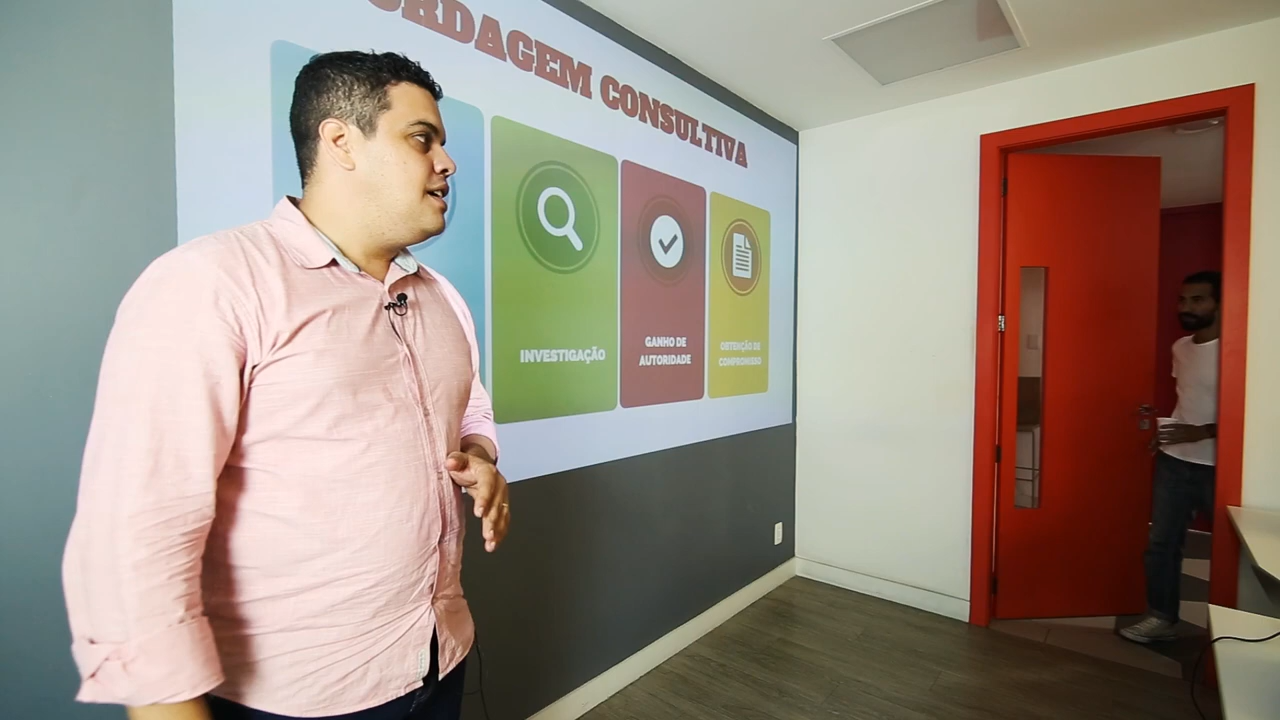 ORDAGEM CONSULTIVA
INVESTIGAÇÃO
GANHO DE
AUTORIDADE
OBTENÇÃO DE
COMPROMISSO